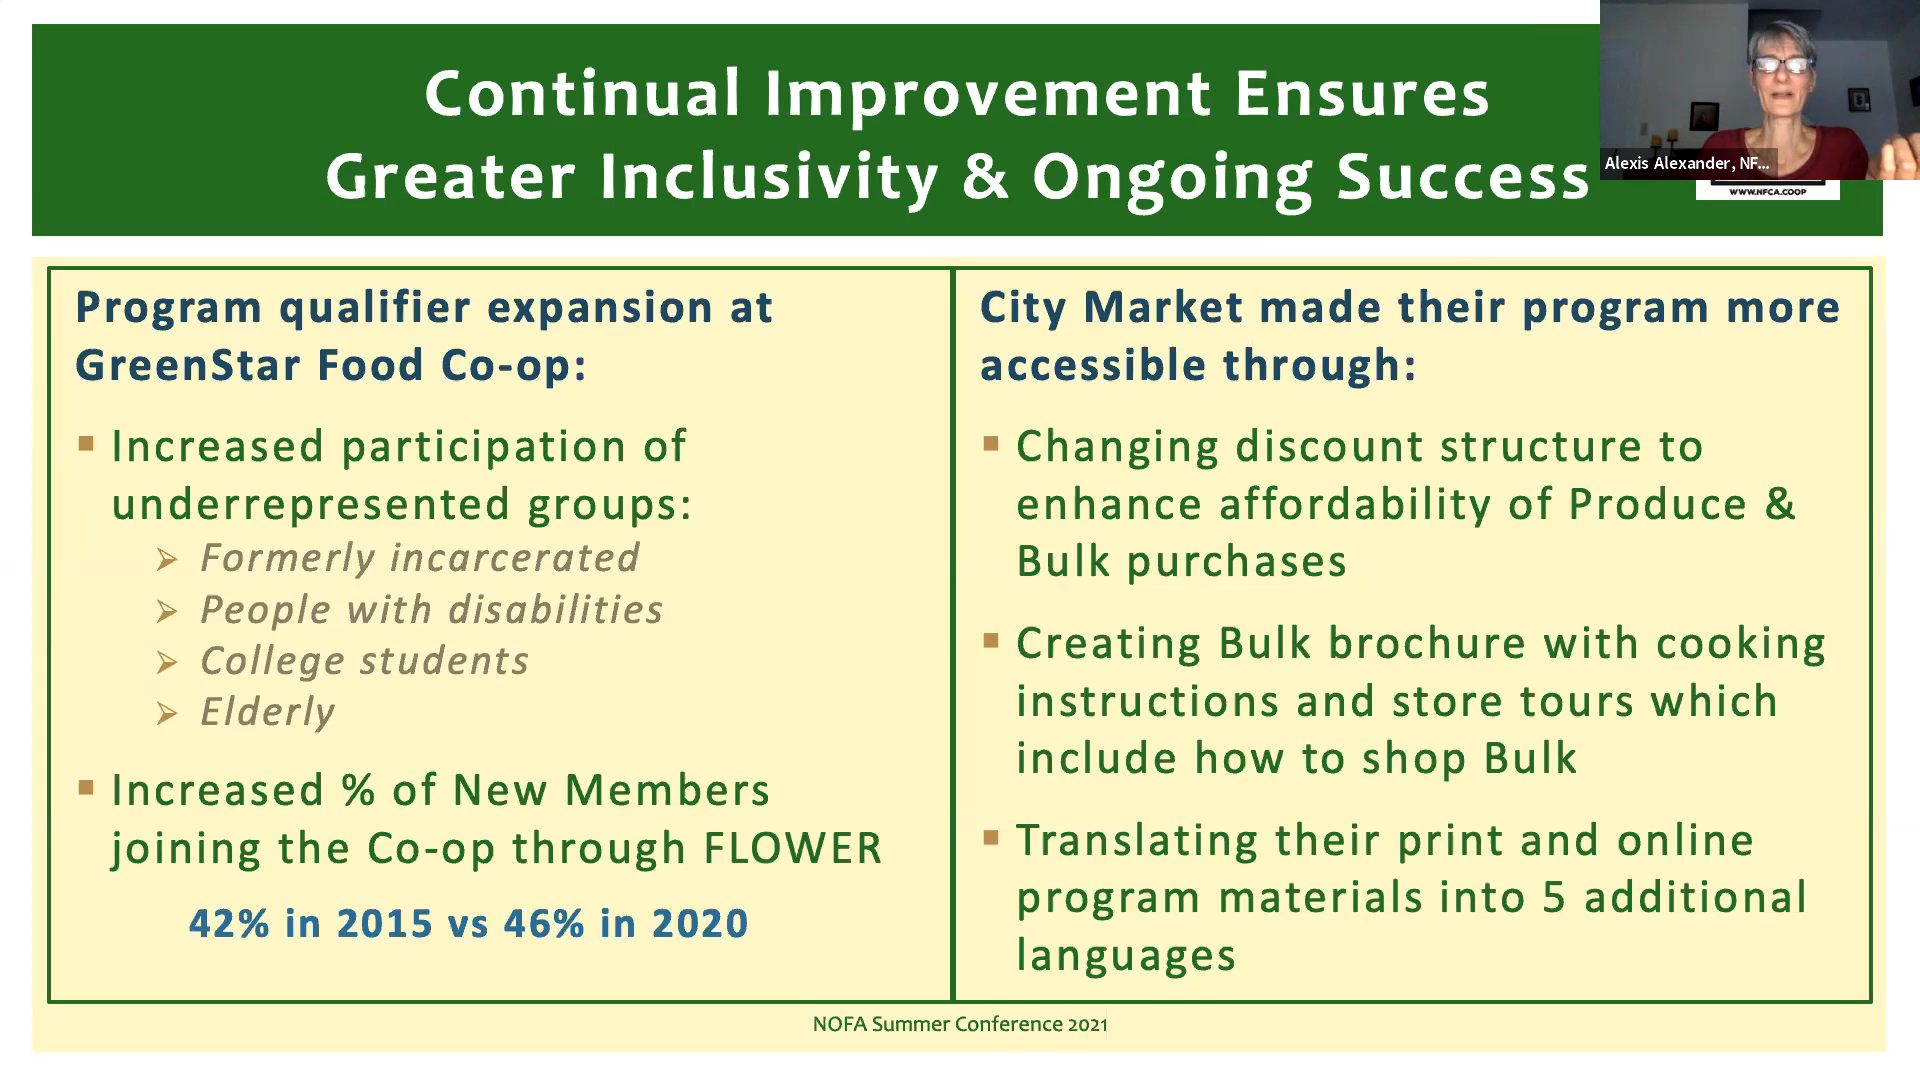 Continual Improvement Ensures
Greater Inclusivity & Ongoing Success
Alexis Alexander, NF...
WWW.NFCA.COOP
Program qualifier expansion at
GreenStar Food Co-op:
Increased participation of
underrepresented groups:
Formerly incarcerated
People with disabilities
College students
Elderly
Increased % of New Members
joining the Co-op through FLOWER
42% in 2015 vs 46% in 2020
City Market made their program more
accessible through:
Changing discount structure to
enhance affordability of Produce &
Bulk purchases
Creating Bulk brochure with cooking
instructions and store tours which
include how to shop Bulk
Translating their print and online
program materials into 5 additional
languages
NOFA Summer Conference 2021